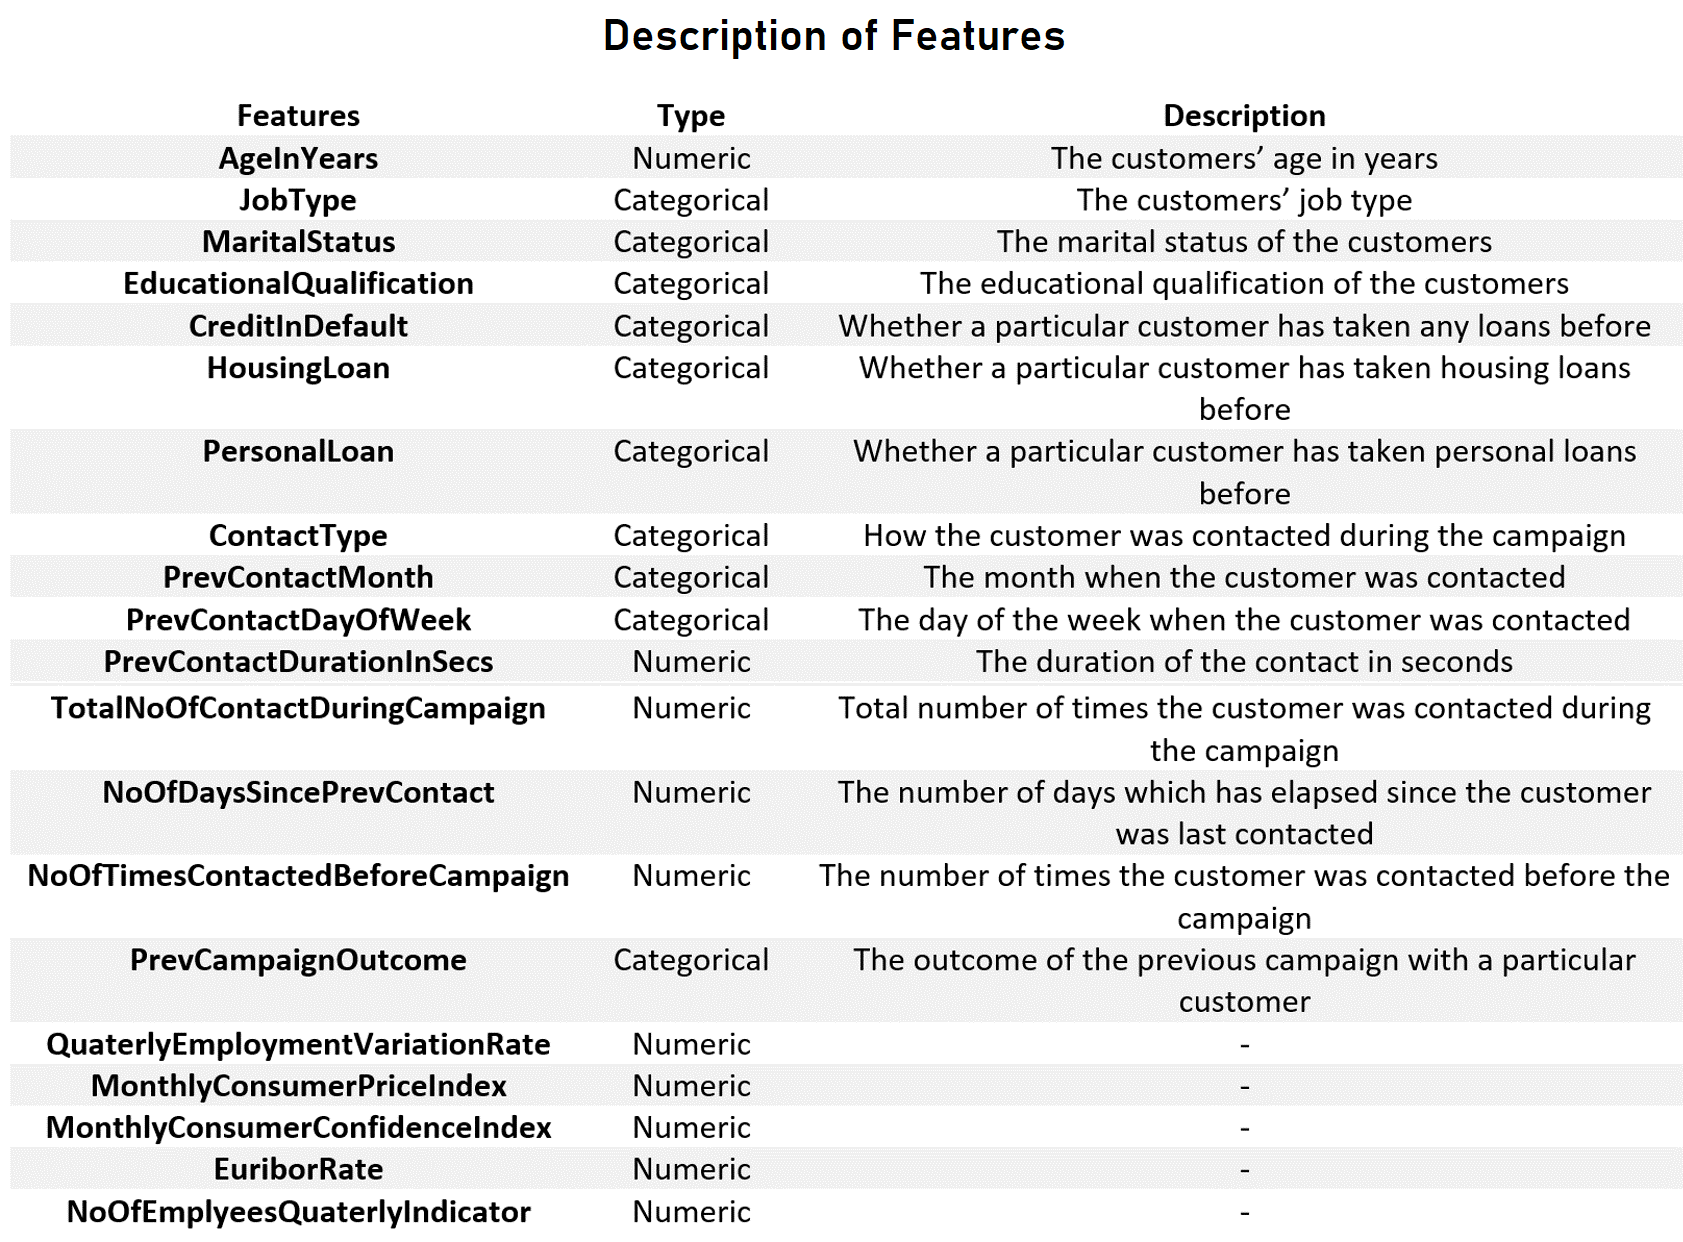 Description of Features
Features Type Description
AgeInYears Numeric The customers’ age in years
JobType Categorical The customers’ job type
MaritalStatus Categorical The marital status of the customers
EducationalQualification Categorical The educational qualification of the customers
CreditInDefault Categorical Whether a particular customer has taken any loans before
HousingLoan Categorical Whether a particular customer has taken housing loans
before
PersonalLoan Categorical Whether a particular customer has taken personal loans
before
ContactType Categorical How the customer was contacted during the campaign
PrevContactMonth Categorical The month when the customer was contacted
PrevContactDayOfWeek Categorical The day of the week when the customer was contacted
PrevContactDurationInSecs Numeric The duration of the contact in seconds
TotalNoOfContactDuringCampaign Numeric Total number of times the customer was contacted during
the campaign
NoOfDaysSincePrevContact Numeric The number of days which has elapsed since the customer
was last contacted
NoOfTimesContactedBeforeCampaign Numeric The number of times the customer was contacted before the
campaign
PrevCampaignOutcome Categorical The outcome of the previous campaign with a particular
customer
QuaterlyEmploymentVariationRate Numeric -
MonthlyConsumerPriceIndex Numeric -
MonthlyConsumerConfidenceIndex Numeric -
EuriborRate Numeric -
NoOfEmplyeesQuaterlyIndicator Numeric -